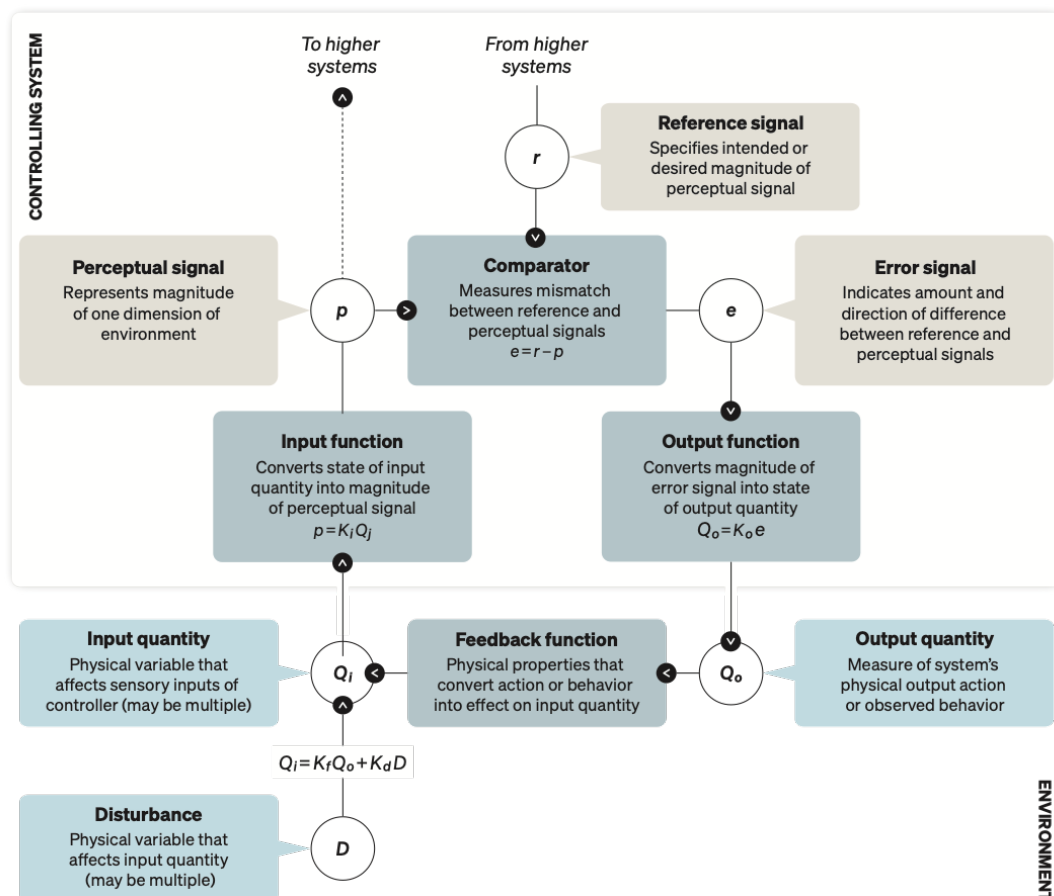 CONTROLLING SYSTEM
To higher
systems
From higher
systems
r
Reference signal
Specifies intended or
desired magnitude of
perceptual signal
Perceptual signal
Represents magnitude
of one dimension of
environment
p
Comparator
Measures mismatch
between reference and
perceptual signals
e=r–p
e
Error signal
Indicates amount and
direction of difference
between reference and
perceptual signals
Input function
Converts state of input
quantity into magnitude
of perceptual signal
p=KiQj
Output function
Converts magnitude of
error signal into state
of output quantity
Qo=Koe
Input quantity
Physical variable that
affects sensory inputs of
controller (may be multiple)
Qi
Feedback function
Physical properties that
convert action or behavior
into effect on input quantity
Qo
Output quantity
Measure of system's
physical output action
or observed behavior
Qi=KfQo+KdD
Disturbance
Physical variable that
affects input quantity
(may be multiple)
D
ENVIRONMENT